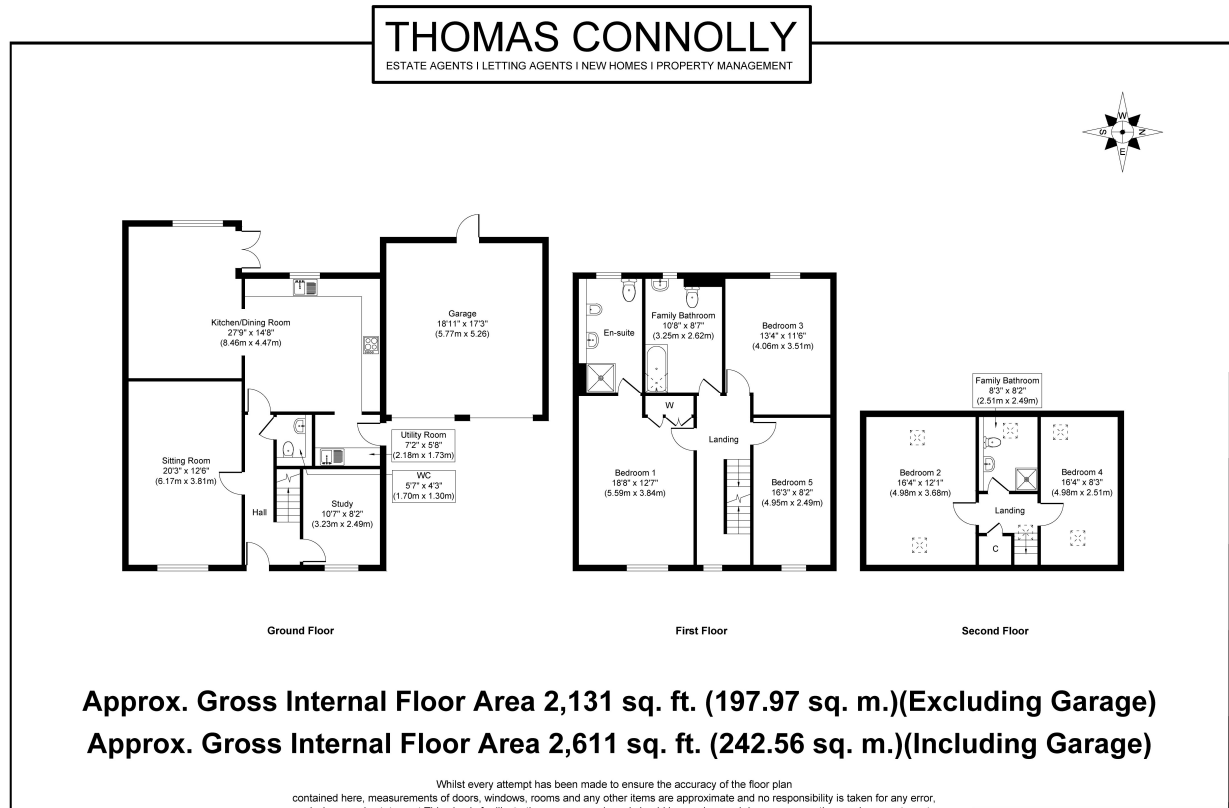 THOMAS CONNOLLY
ESTATE AGENTS I LETTING AGENTS I NEW HOMES I PROPERTY MANAGEMENT
W
S
N
E
Kitchen/Dining Room
27'9" x 14'8"
(8.46m x 4.47m)
Garage
18'11" x 17'3"
(5.77m x 5.26)
Sitting Room
20'3" x 12'6"
(6.17m x 3.81m)
Utility Room
7'2" x 5'8"
(2.18m x 1.73m)
WC
5'7" x 4'3"
(1.70m x 1.30m)
Study
10'7" x 8'2"
(3.23m x 2.49m)
Hall
Ground Floor
En-suite
Family Bathroom
10'8" x 8'7"
(3.25m x 2.62m)
Bedroom 3
13'4" x 11'6"
(4.06m x 3.51m)
W
Landing
Bedroom 1
18'8" x 12'7"
(5.59m x 3.84m)
Bedroom 5
16'3" x 8'2"
(4.95m x 2.49m)
First Floor
Family Bathroom
8'3" x 8'2"
(2.51m x 2.49m)
Bedroom 2
16'4" x 12'1"
(4.98m x 3.68m)
Bedroom 4
16'4" x 8'3"
(4.98m x 2.51m)
Landing
C
Second Floor
Approx. Gross Internal Floor Area 2,131 sq. ft. (197.97 sq. m.)(Excluding Garage)
Approx. Gross Internal Floor Area 2,611 sq. ft. (242.56 sq. m.)(Including Garage)
Whilst every attempt has been made to ensure the accuracy of the floor plan
contained here, measurements of doors, windows, rooms and any other items are approximate and no responsibility is taken for any error,